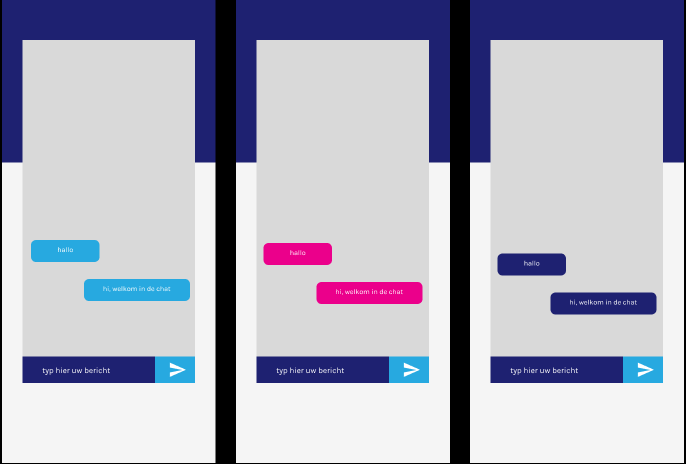 hallo
hi, welkom in de chat
typ hier uw bericht
hallo
hi, welkom in de chat
typ hier uw bericht
hallo
hi, welkom in de chat
typ hier uw bericht